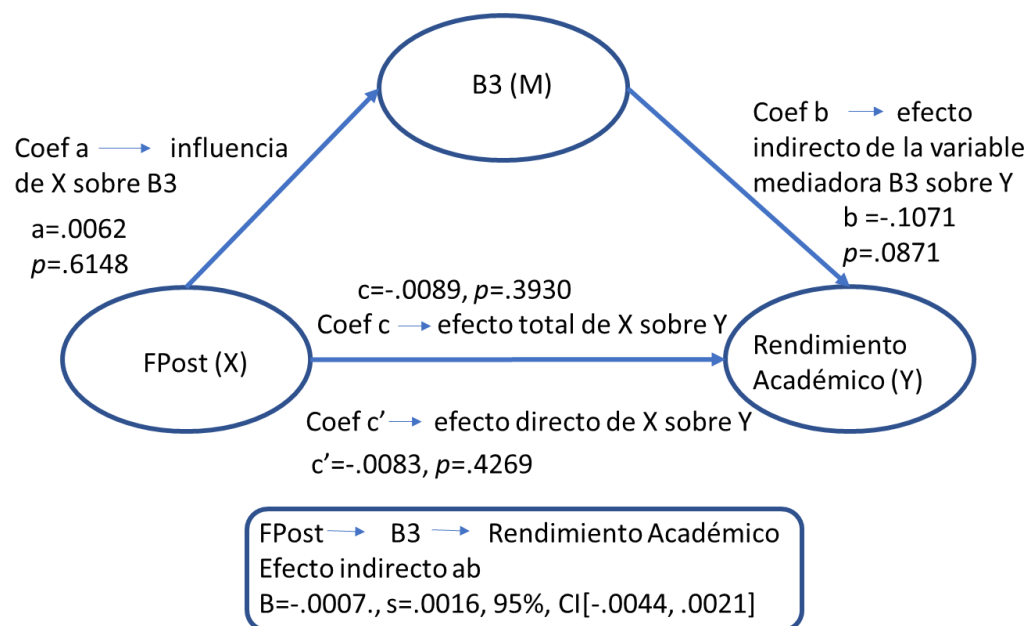 B3 (M)
Coef a → influencia
de X sobre B3
a=.0062
p=.6148
Coef b → efecto
indirecto de la variable
mediadora B3 sobre Y
b =-.1071
p=.0871
c=-.0089, p=.3930
Coef c → efecto total de X sobre Y
FPost (X)
Rendimiento
Académico (Y)
Coef c’ → efecto directo de X sobre Y
c’=-.0083, p=.4269
FPost → B3 → Rendimiento Académico
Efecto indirecto ab
B=-.0007., s=.0016, 95%, CI[-.0044, .0021]